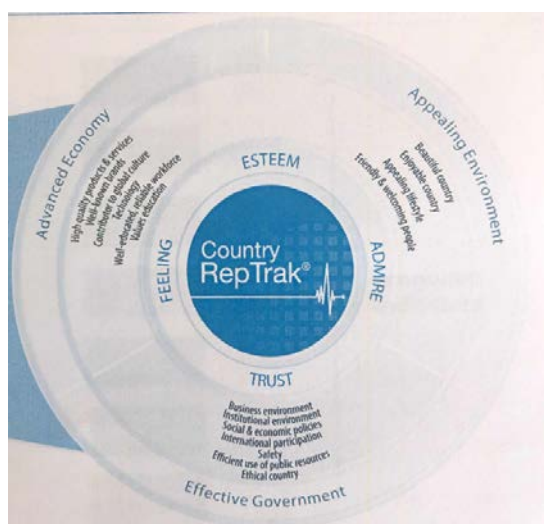 Advanced Economy
High quality products & services
Well-known brands
Contributor to global culture
Technology
Well-educated, reliable workforce
Values education
Appealing Environment
Beautiful country
Enjoyable country
Appealing lifestyle
Friendly & welcoming people
ESTEEM
FEELING
Country
RepTrak®
ADMIRE
TRUST
Business environment
Institutional environment
Social & economic policies
International participation
Safety
Efficient use of public resources
Ethical country
Effective Government